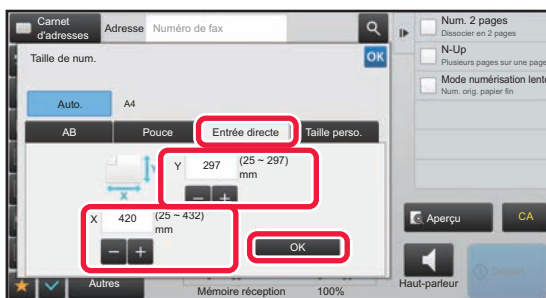 Carnet d'adresses
Adresse
Numéro de fax
Taille de num.
OK
Auto.
A4
AB
Pouce
Entrée directe
Taille perso.
Y
Y 297 (25 ~ 297) mm
X
X 420 (25 ~ 432) mm
OK
Autres
Mémoire réception 100%
Num. 2 pages
Dissocier en 2 pages
N-Up
Plusieurs pages sur une page
Mode numérisation lente
Num. orig. papier fin
Aperçu
CA
Haut-parleur
Départ